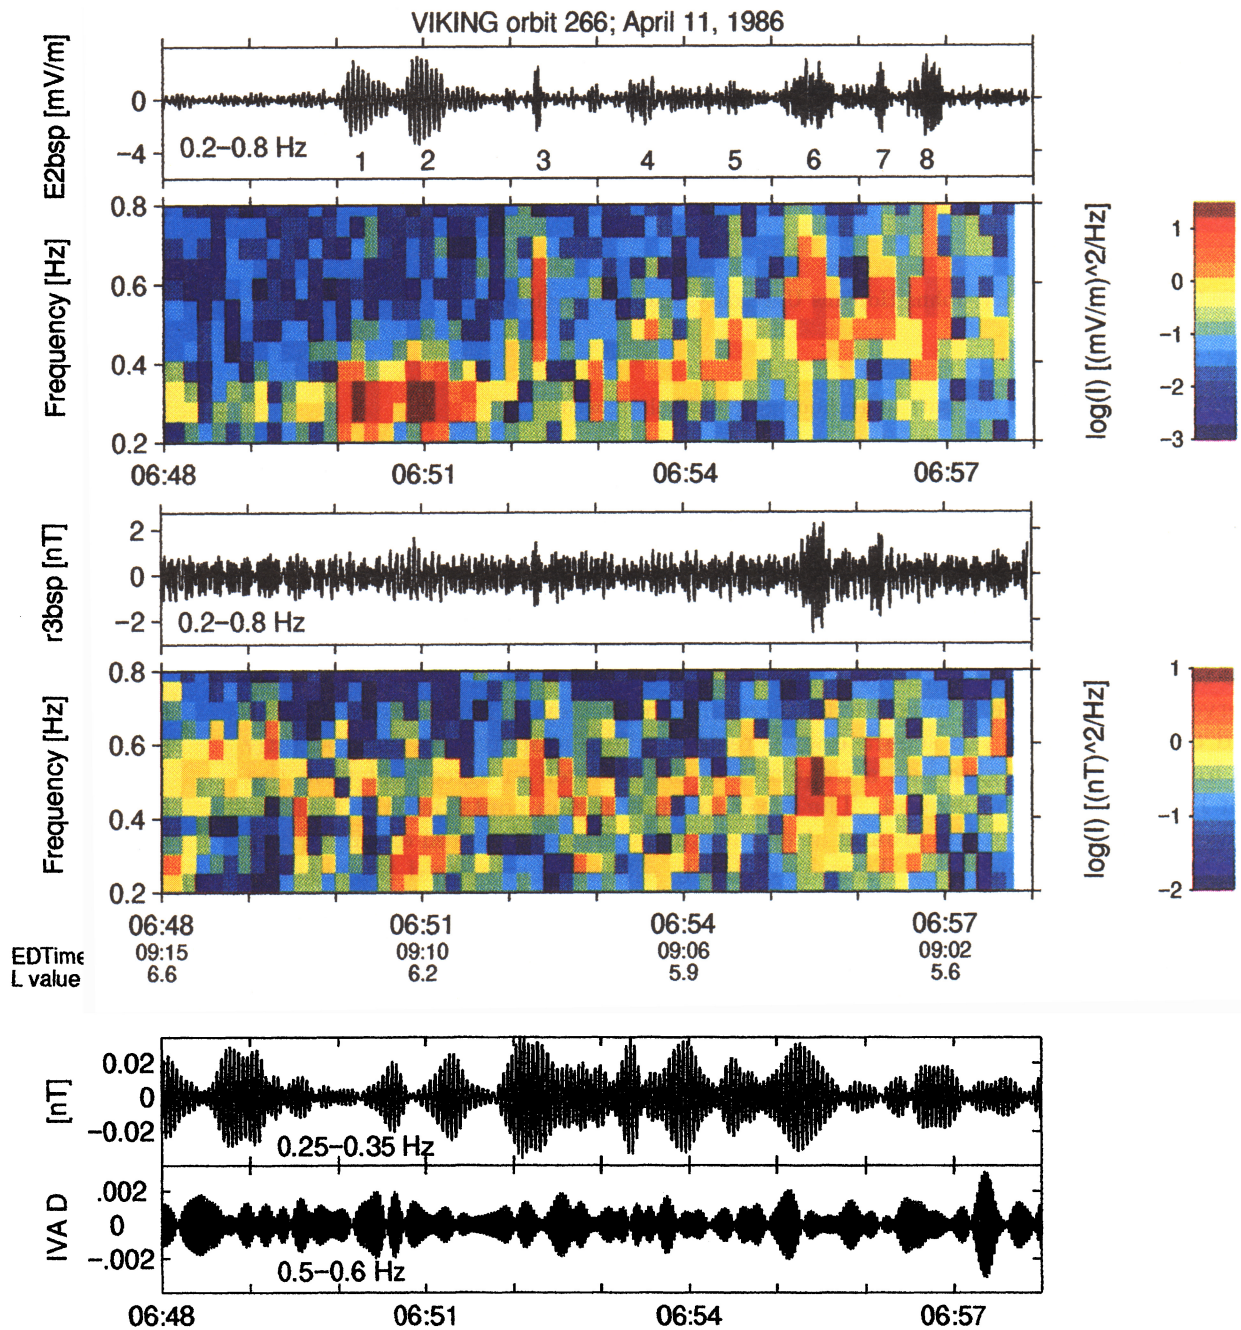 VIKING orbit 266; April 11, 1986
E2bsp [mV/m]
0
−4
0.2−0.8 Hz
1 2 3 4 5 6 7 8
Frequency [Hz]
0.8
0.6
0.4
0.2
06:48 06:51 06:54 06:57
log(I) [(mV/m)^2/Hz]
1
0
−1
−2
−3
r3bsp [nT]
2
0
−2
0.2−0.8 Hz
Frequency [Hz]
0.8
0.6
0.4
0.2
log(I) [(nT)^2/Hz]
1
0
−1
−2
06:48 06:51 06:54 06:57
EDTime 09:15 09:10 09:06 09:02
L value 6.6 6.2 5.9 5.6
[nT]
0.02
0
−0.02
0.25−0.35 Hz
IVA D
.002
0
−.002
0.5−0.6 Hz
06:48 06:51 06:54 06:57